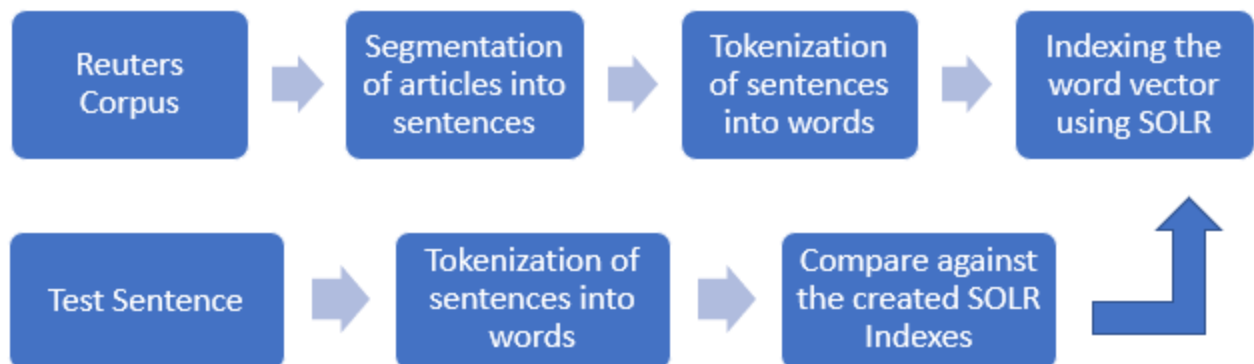 Reuters
Corpus
Segmentation
of articles into
sentences
Tokenization
of sentences
into words
Indexing the
word vector
using SOLR
Test Sentence
Tokenization of
sentences into
words
Compare against
the created SOLR
Indexes